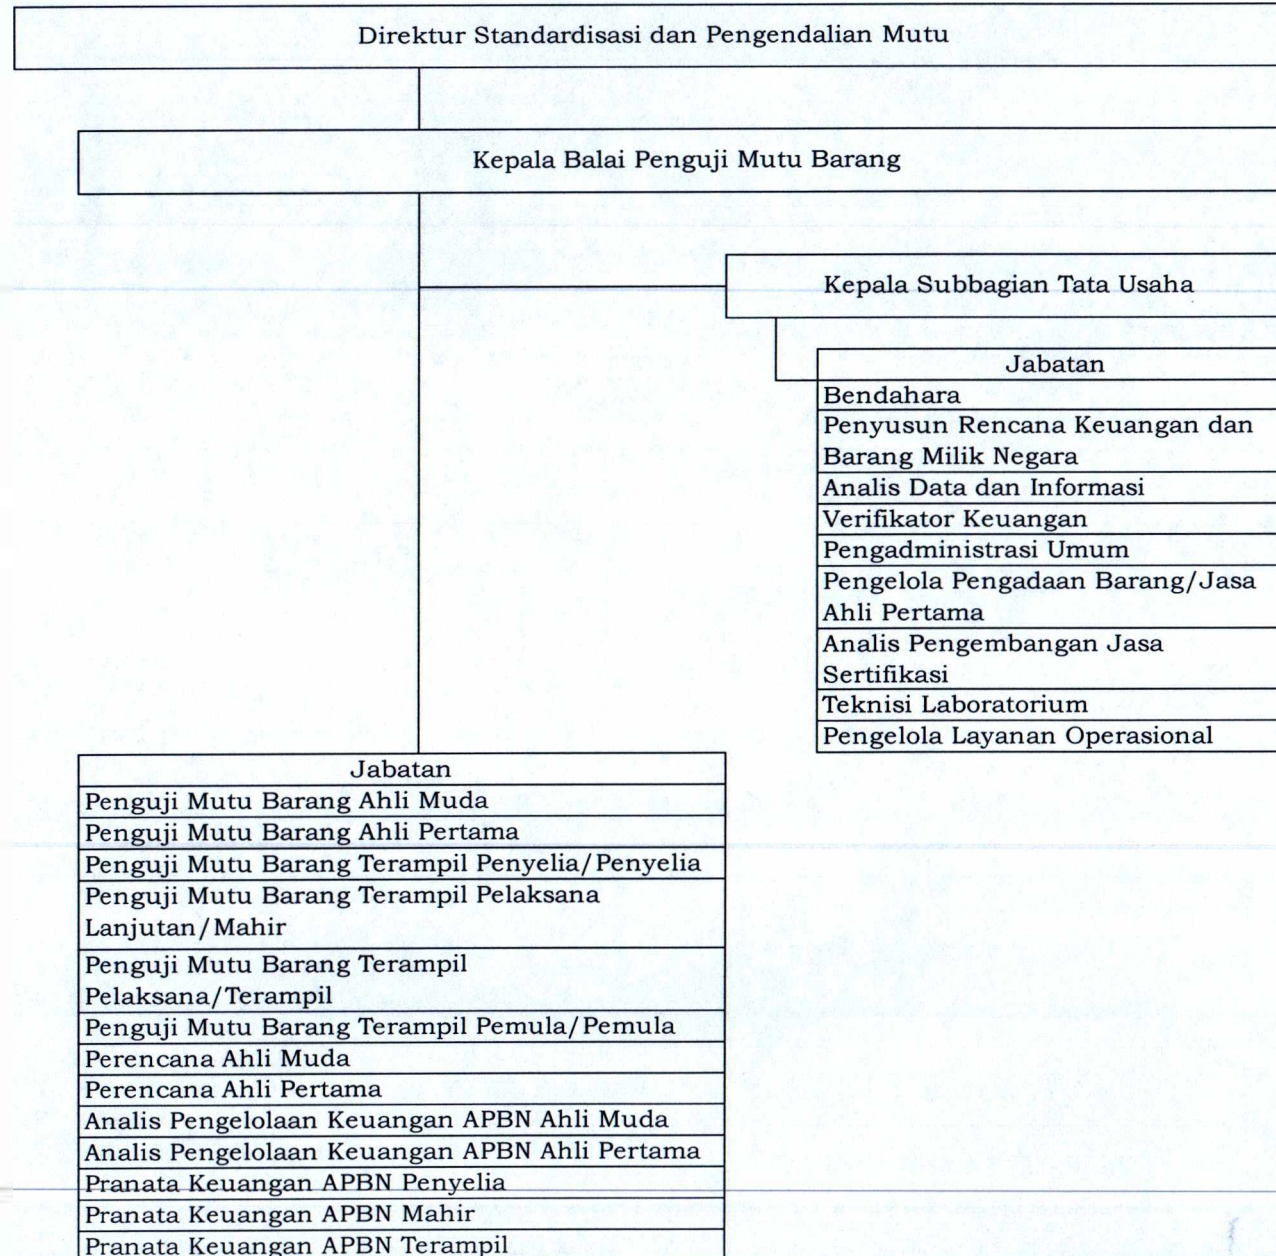 Direktur Standardisasi dan Pengendalian Mutu
Kepala Balai Penguji Mutu Barang
Kepala Subbagian Tata Usaha
Jabatan
Bendahara
Penyusun Rencana Keuangan dan
Barang Milik Negara
Analis Data dan Informasi
Verifikator Keuangan
Pengadministrasi Umum
Pengelola Pengadaan Barang/Jasa
Ahli Pertama
Analis Pengembangan Jasa
Sertifikasi
Teknisi Laboratorium
Pengelola Layanan Operasional
Jabatan
Penguji Mutu Barang Ahli Muda
Penguji Mutu Barang Ahli Pertama
Penguji Mutu Barang Terampil Penyelia/Penyelia
Penguji Mutu Barang Terampil Pelaksana
Lanjutan/Mahir
Penguji Mutu Barang Terampil
Pelaksana/Terampil
Penguji Mutu Barang Terampil Pemula/Pemula
Perencana Ahli Muda
Perencana Ahli Pertama
Analis Pengelolaan Keuangan APBN Ahli Muda
Analis Pengelolaan Keuangan APBN Ahli Pertama
Pranata Keuangan APBN Penyelia
Pranata Keuangan APBN Mahir
Pranata Keuangan APBN Terampil